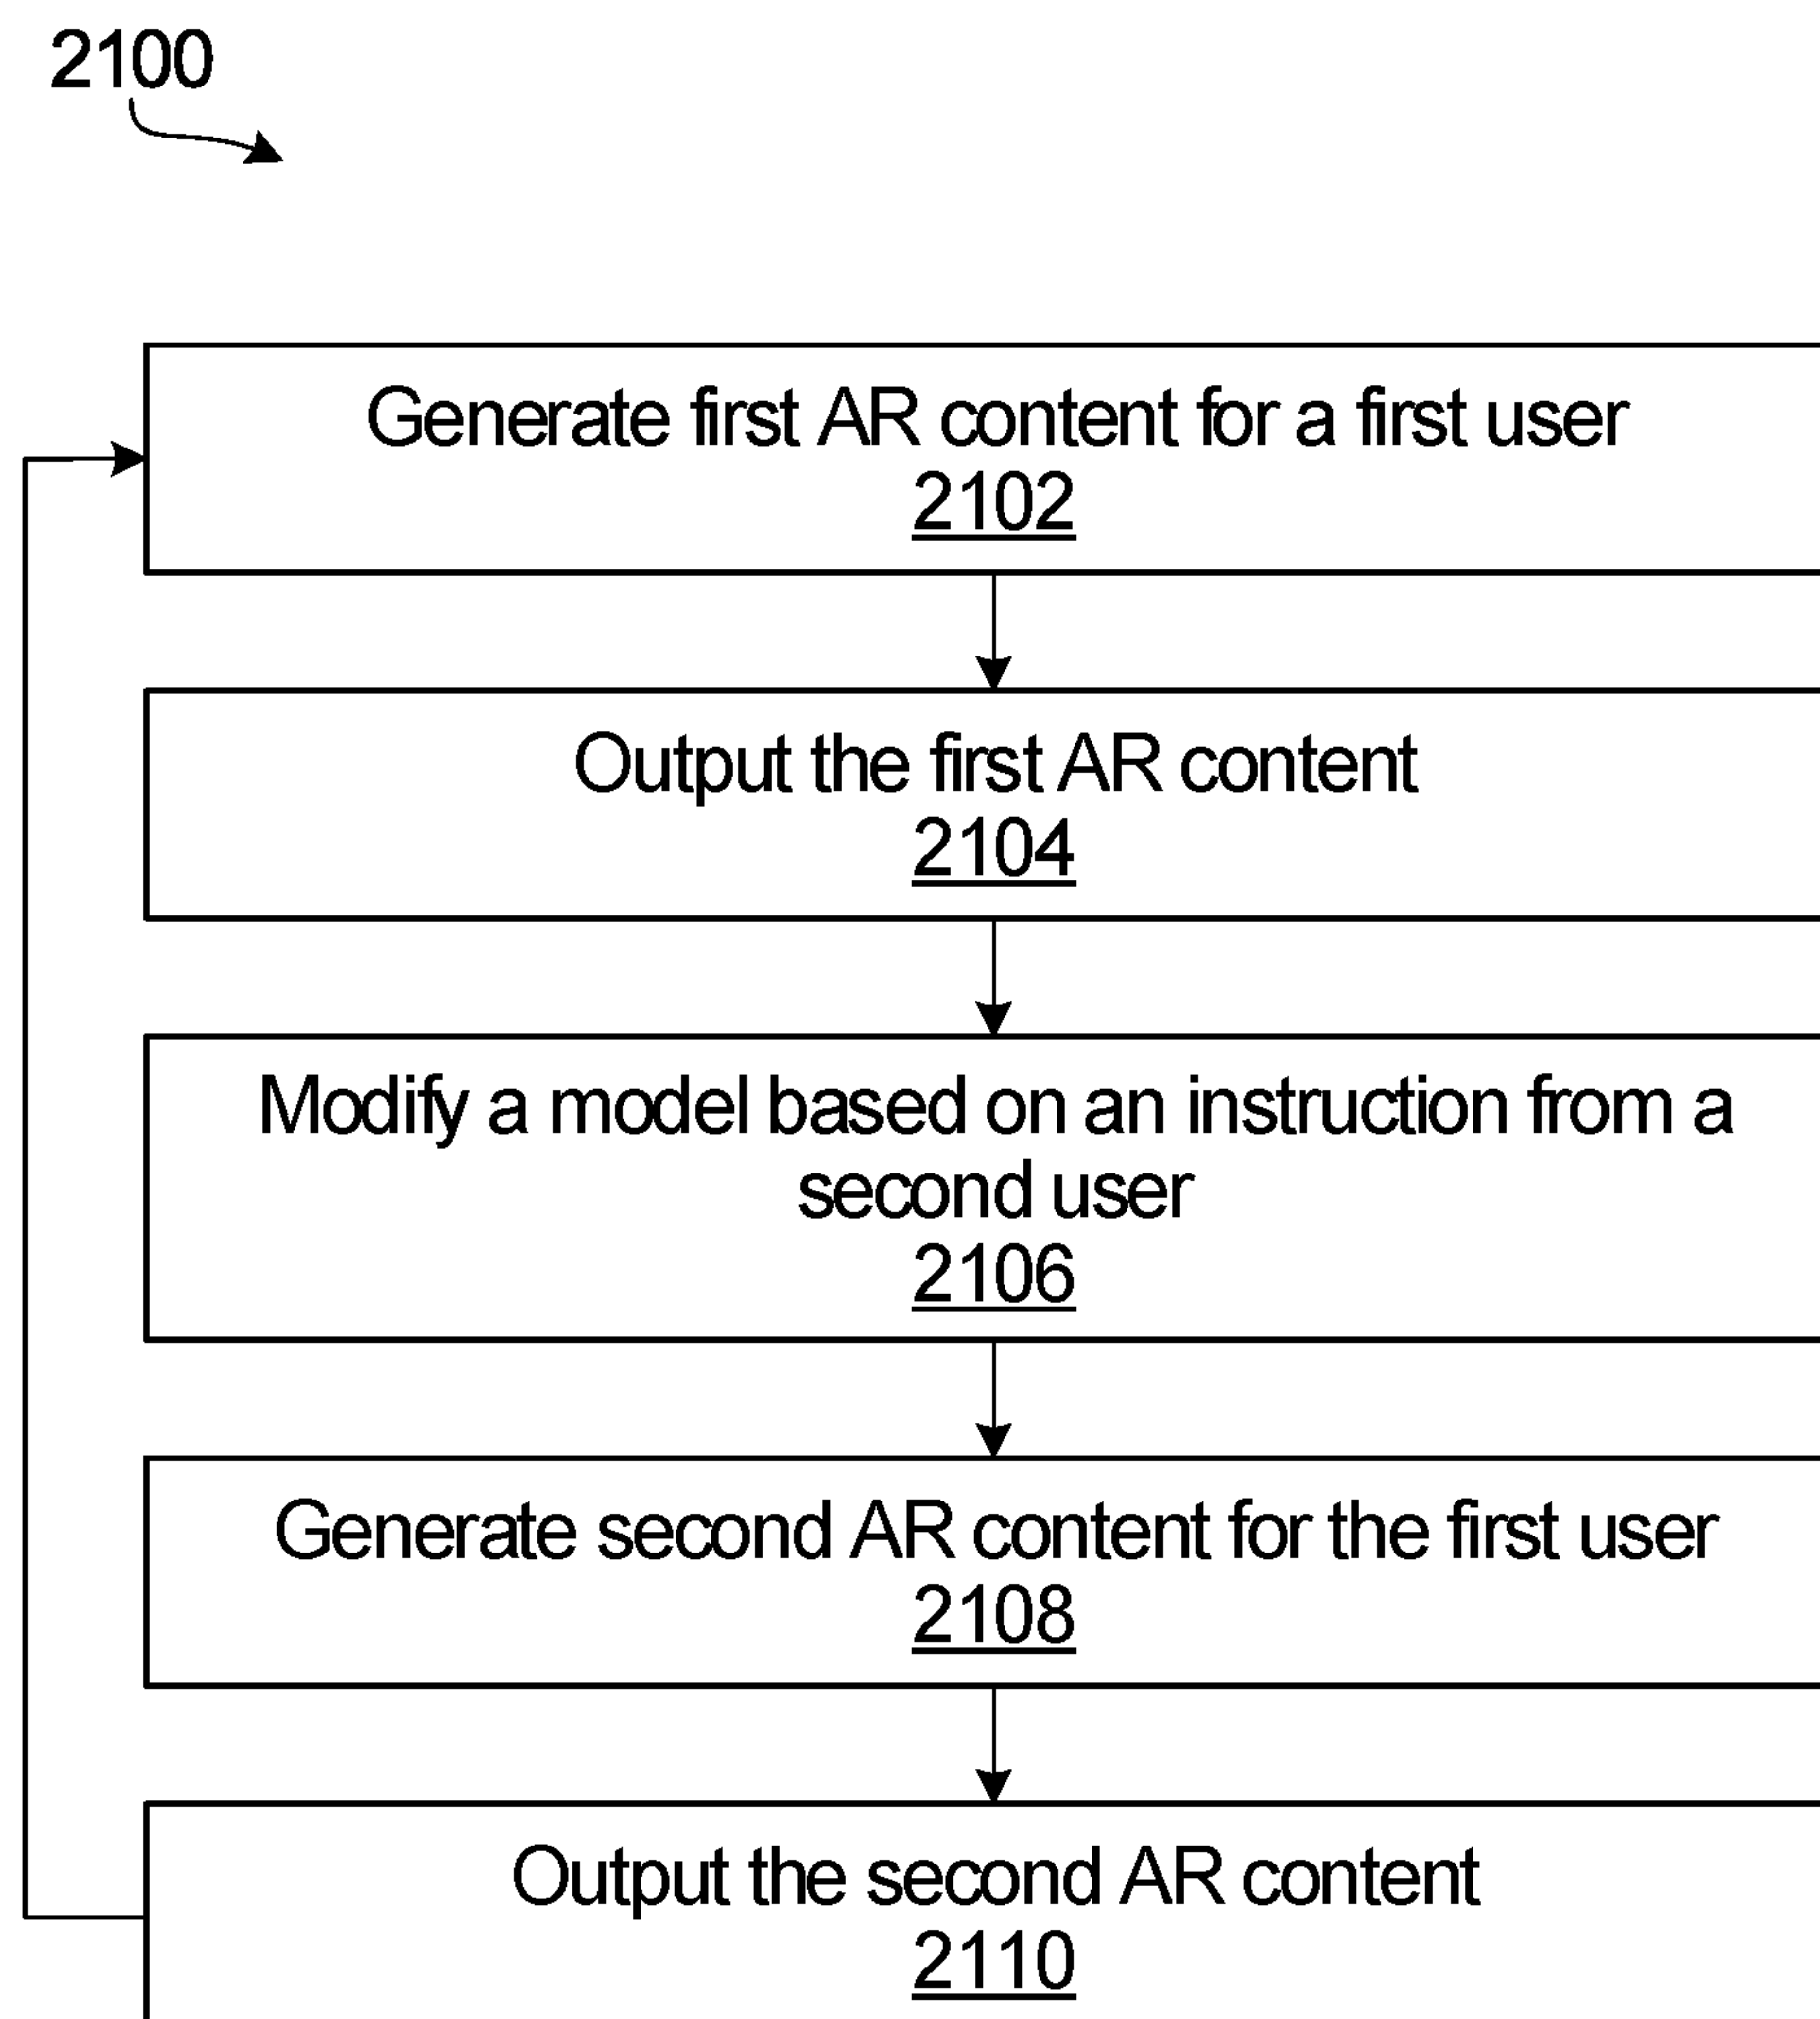 2100
Generate first AR content for a first user
2102
Output the first AR content
2104
Modify a model based on an instruction from a
second user
2106
Generate second AR content for the first user
2108
Output the second AR content
2110